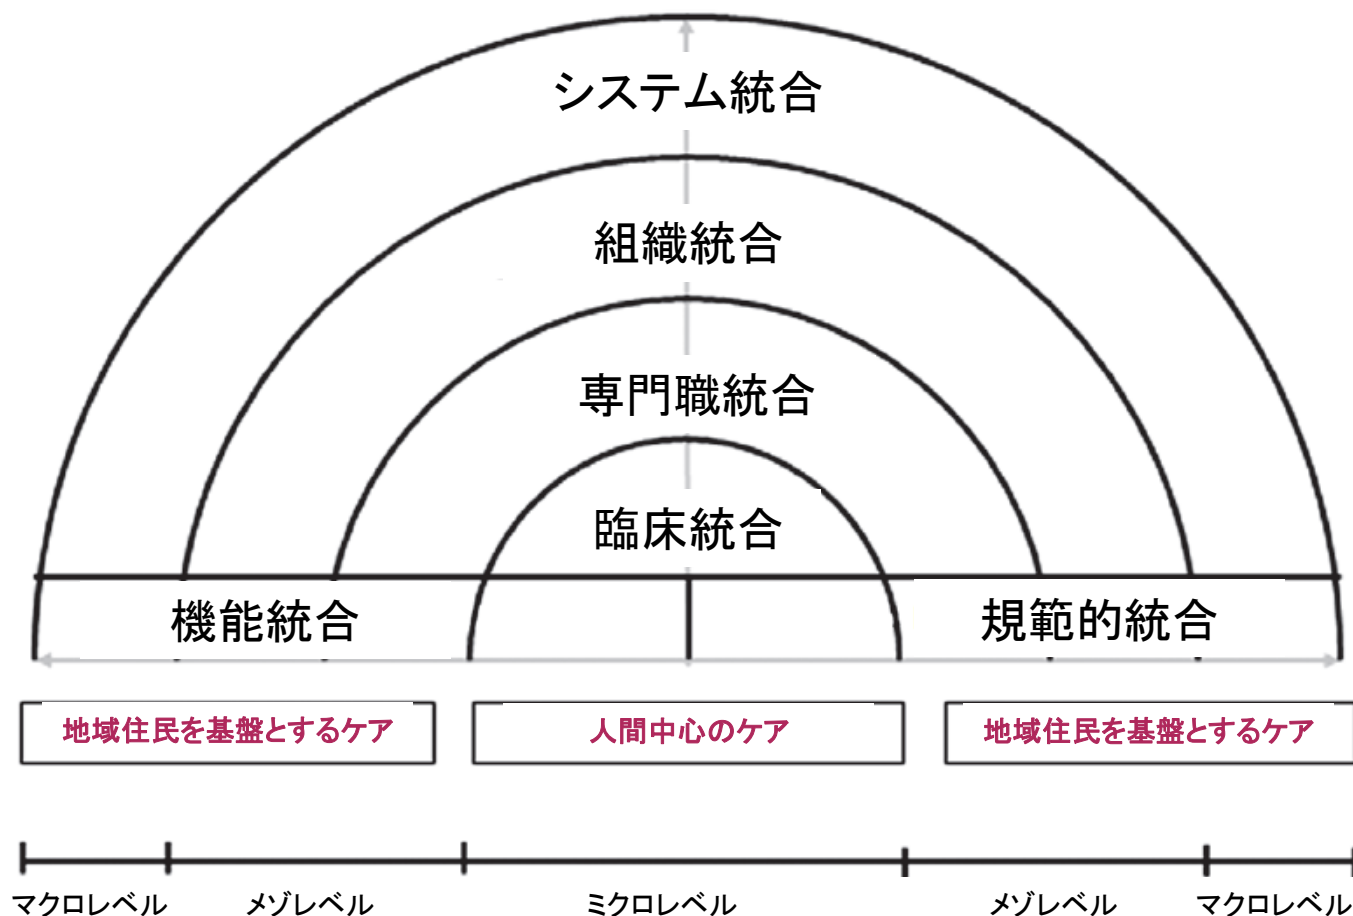 システム統合
組織統合
専門職統合
臨床統合
機能統合
規範的統合
地域住民を基盤とするケア
人間中心のケア
地域住民を基盤とするケア
マクロレベル
メゾレベル
ミクロレベル
メゾレベル
マクロレベル